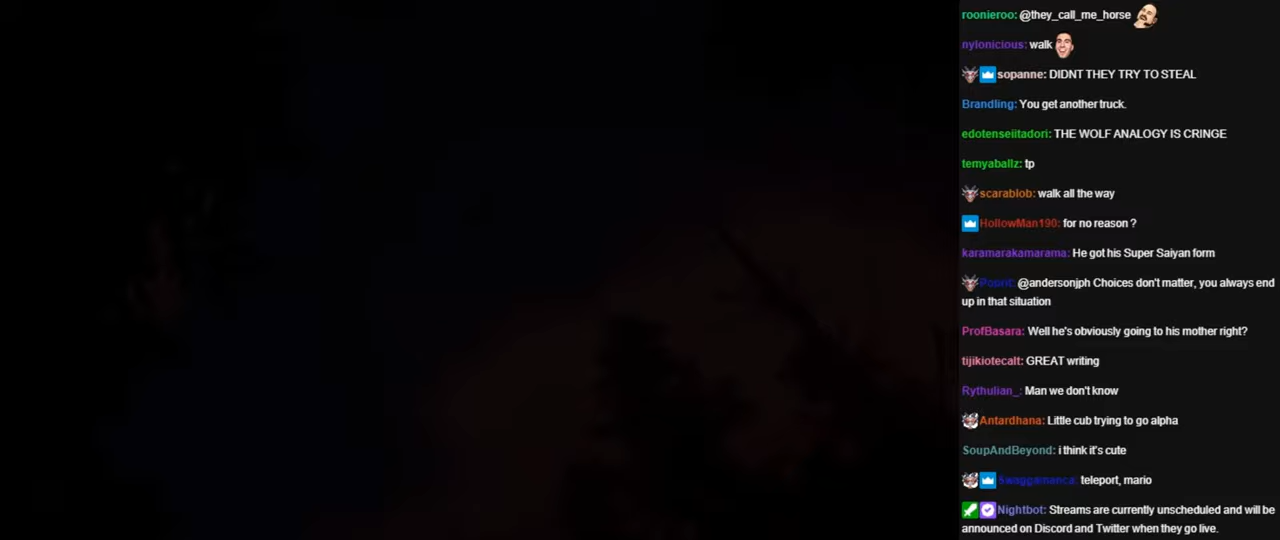 roonieroo: @they_call_me_horse
nylonicious: walk
sopanne: DIDNT THEY TRY TO STEAL
Brandling: You get another truck.
edotenseiitadori: THE WOLF ANALOGY IS CRINGE
temyaballz: tp
scarablob: walk all the way
HollowMan190: for no reason ?
karamarakamarama: He got his Super Saiyan form
@andersonjph Choices don't matter, you always end
up in that situation
ProfBasara: Well he's obviously going to his mother right?
tijikiotecalt: GREAT writing
Rythulian_: Man we don't know
Antardhana: Little cub trying to go alpha
SoupAndBeyond: i think it's cute
teleport, mario
Nightbot: Streams are currently unscheduled and will be
announced on Discord and Twitter when they go live.